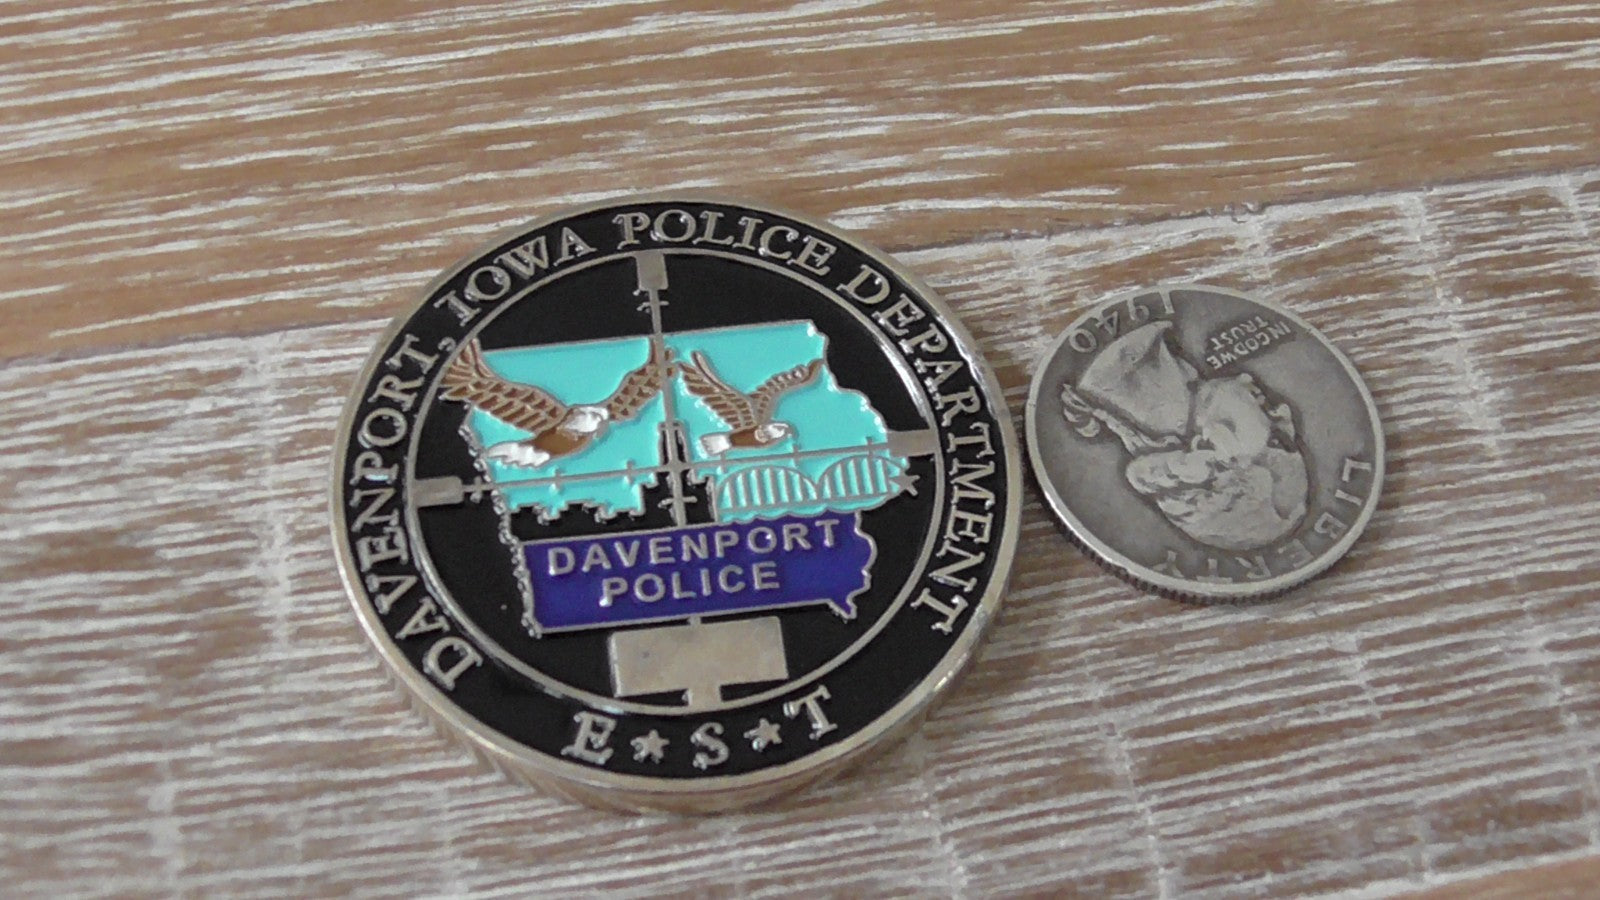 DAVENPORT, IOWA POLICE DEPARTMENT
DAVENPORT
POLICE
E★S★T
LIBERTY
IN GOD WE
TRUST
1940